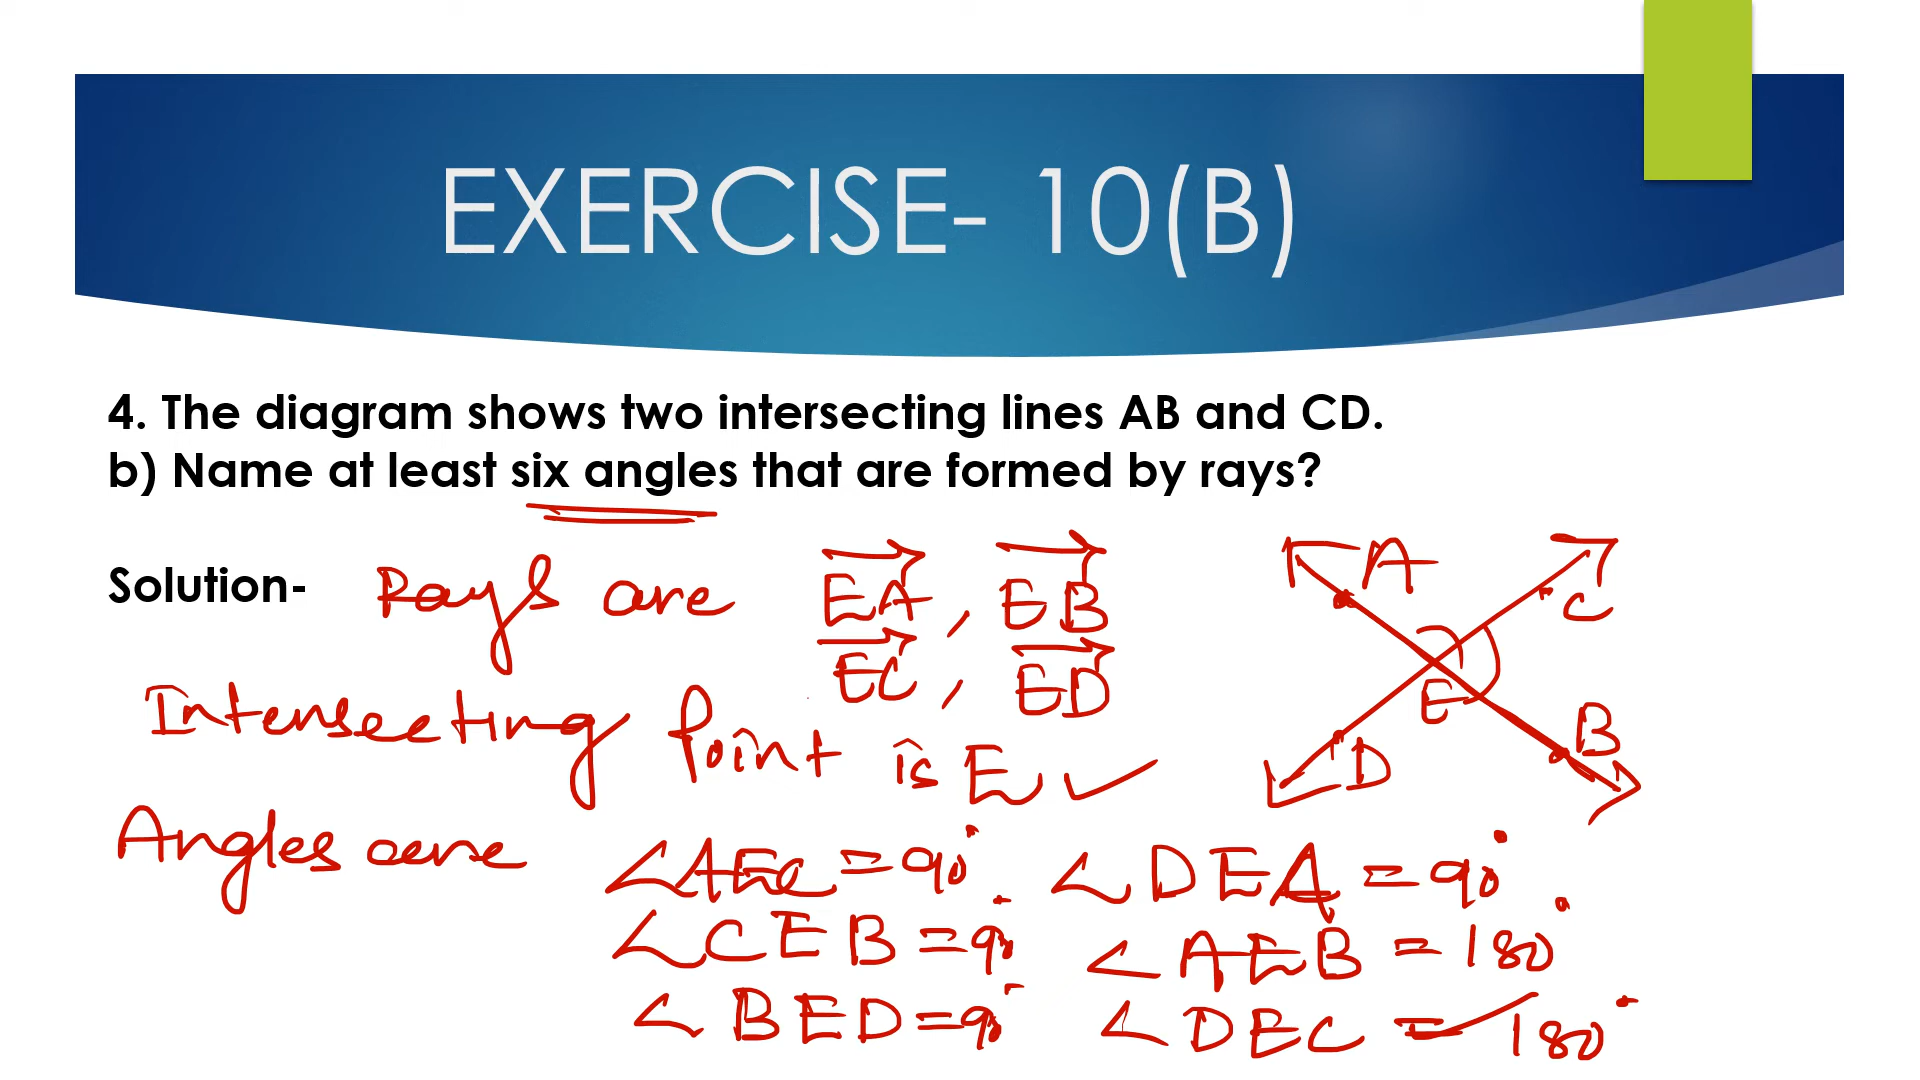 EXERCISE- 10(B)
4. The diagram shows two intersecting lines AB and CD.
b) Name at least six angles that are formed by rays?
Solution- Rays are EA, EB
EC, ED
Intersecting Point is E ✓
Angles are ∠AEC = 90° ∠DEA = 90°
∠CEB = 90° ∠AEB = 180°
∠BED = 90° ∠DEC = 180°
A
C
E
B
D